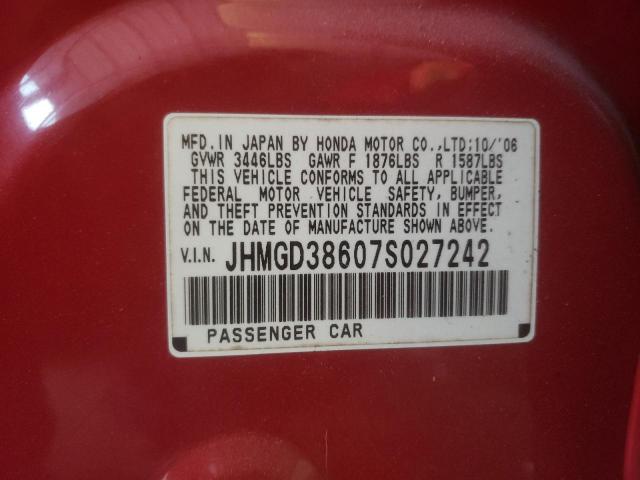 MFD. IN JAPAN BY HONDA MOTOR CO.,LTD; 10/'06
GVWR 3446LBS GAWR F 1876LBS R 1587LBS
THIS VEHICLE CONFORMS TO ALL APPLICABLE
FEDERAL MOTOR VEHICLE SAFETY, BUMPER,
AND THEFT PREVENTION STANDARDS IN EFFECT
ON THE DATE OF MANUFACTURE SHOWN ABOVE.
V.I.N. JHMGD38607S027242
PASSENGER CAR